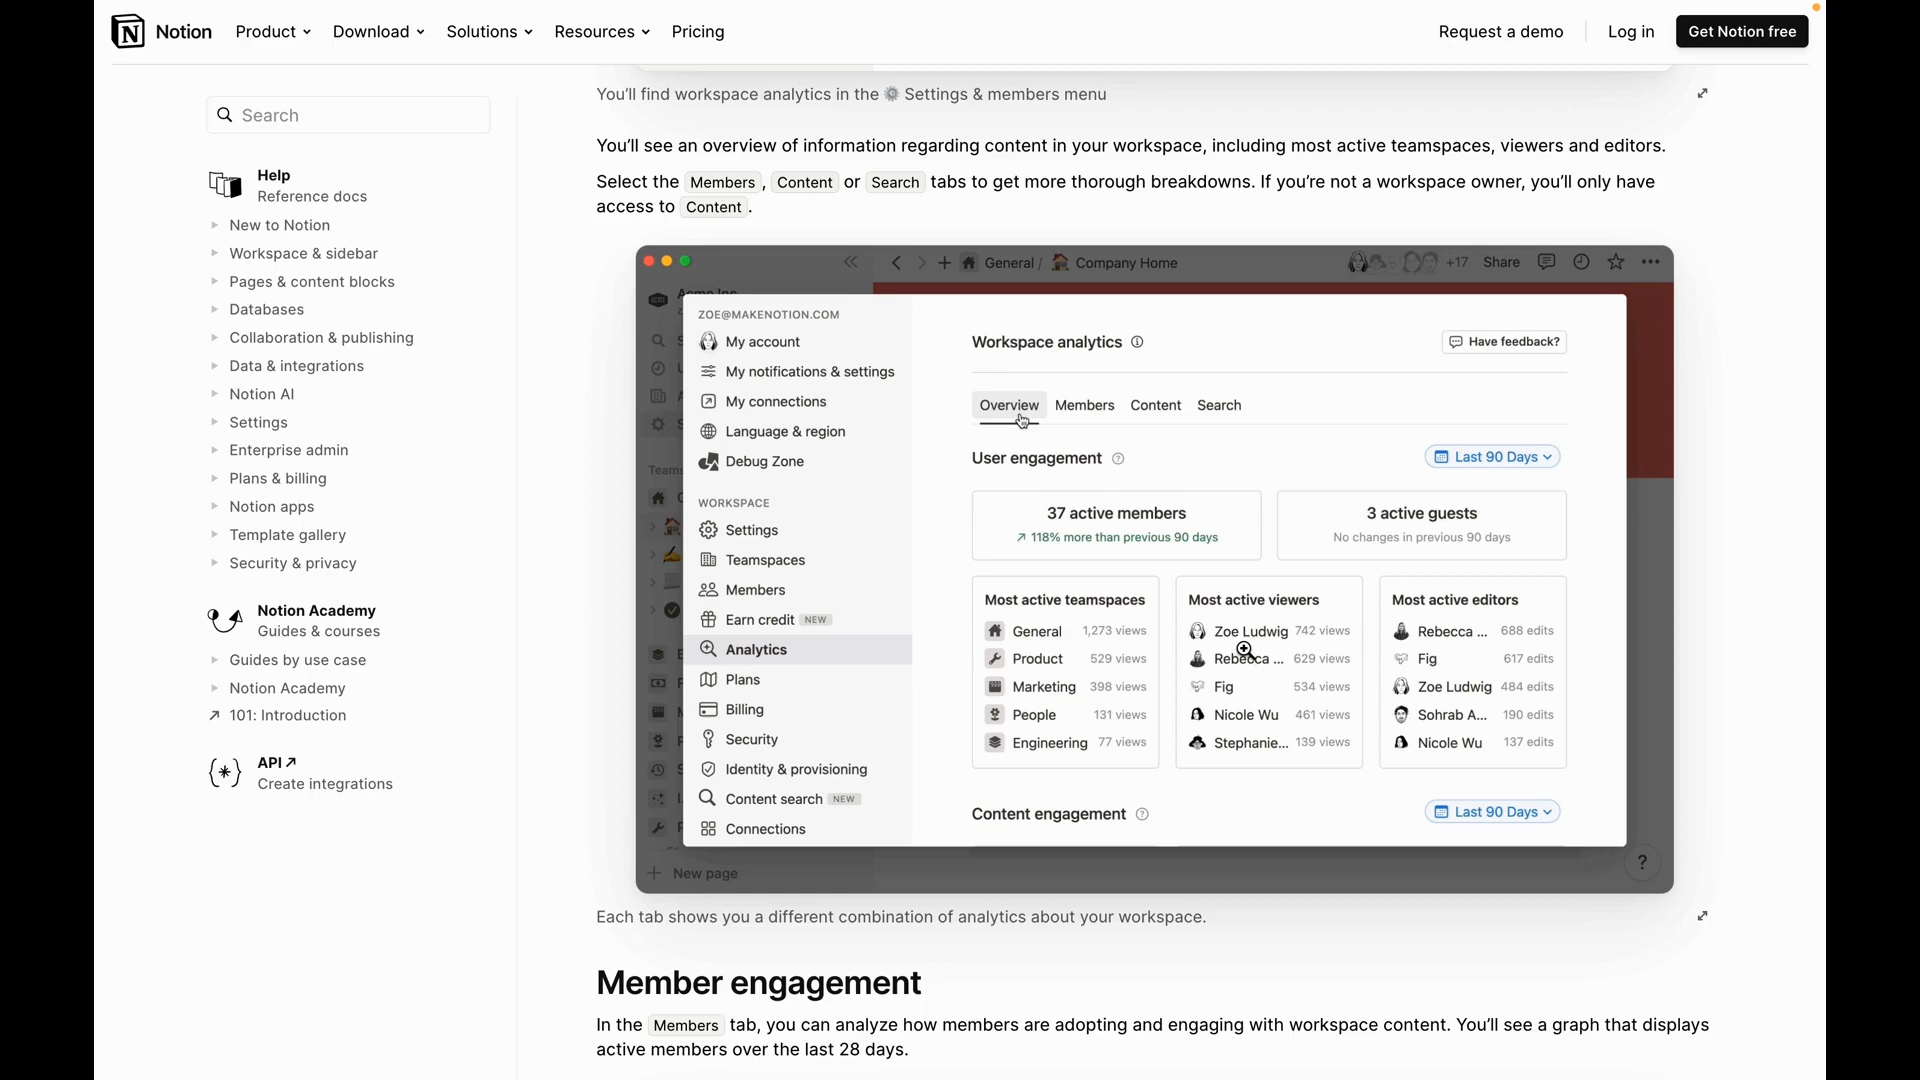 Notion
Product
Download
Solutions
Resources
Pricing
Request a demo
Log in
Get Notion free
Search
Help
Reference docs
New to Notion
Workspace & sidebar
Pages & content blocks
Databases
Collaboration & publishing
Data & integrations
Notion AI
Settings
Enterprise admin
Plans & billing
Notion apps
Template gallery
Security & privacy
Notion Academy
Guides & courses
Guides by use case
Notion Academy
101: Introduction
API
Create integrations
You'll find workspace analytics in the Settings & members menu
You'll see an overview of information regarding content in your workspace, including most active teamspaces, viewers and editors.
Select the Members, Content or Search tabs to get more thorough breakdowns. If you're not a workspace owner, you'll only have
access to Content.
General / Company Home
+17
Share
ZOE@MAKENOTION.COM
My account
My notifications & settings
My connections
Language & region
Debug Zone
WORKSPACE
Settings
Teamspaces
Members
Earn credit NEW
Analytics
Plans
Billing
Security
Identity & provisioning
Content search NEW
Connections
New page
Workspace analytics
Have feedback?
Overview Members Content Search
User engagement
Last 90 Days
37 active members
118% more than previous 90 days
3 active guests
No changes in previous 90 days
Most active teamspaces
General 1,273 views
Product 529 views
Marketing 398 views
People 131 views
Engineering 77 views
Most active viewers
Zoe Ludwig 742 views
Rebecca ... 629 views
Fig 534 views
Nicole Wu 461 views
Stephanie... 139 views
Most active editors
Rebecca ... 688 edits
Fig 617 edits
Zoe Ludwig 484 edits
Sohrab A... 190 edits
Nicole Wu 137 edits
Content engagement
Last 90 Days
?
Each tab shows you a different combination of analytics about your workspace.
Member engagement
In the Members tab, you can analyze how members are adopting and engaging with workspace content. You'll see a graph that displays
active members over the last 28 days.